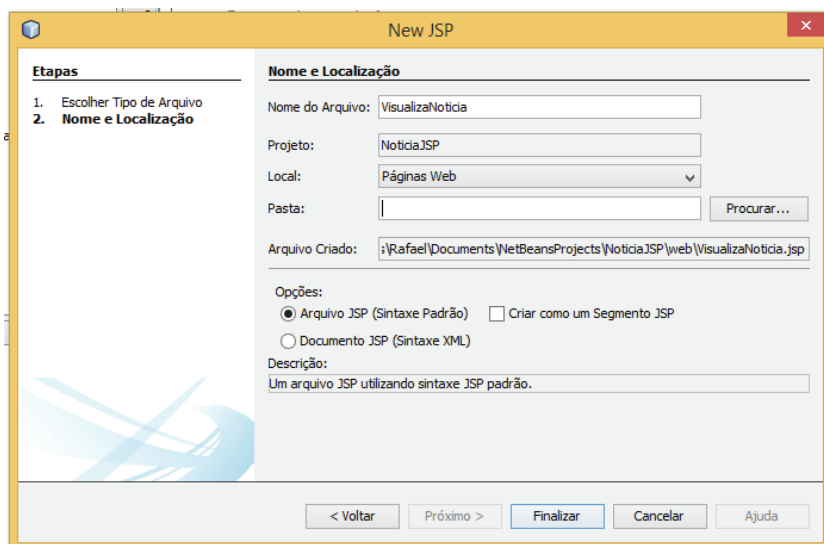 New JSP
Etapas
1. Escolher Tipo de Arquivo
2. Nome e Localização
Nome e Localização
Nome do Arquivo: VisualizaNoticia
Projeto: NoticiaJSP
Local: Páginas Web
Pasta: Procurar...
Arquivo Criado: s\Rafael\Documents\NetBeansProjects\NoticiaJSP\web\VisualizaNoticia.jsp
Opções:
Arquivo JSP (Sintaxe Padrão) Criar como um Segmento JSP
Documento JSP (Sintaxe XML)
Descrição:
Um arquivo JSP utilizando sintaxe JSP padrão.
< Voltar Próximo > Finalizar Cancelar Ajuda